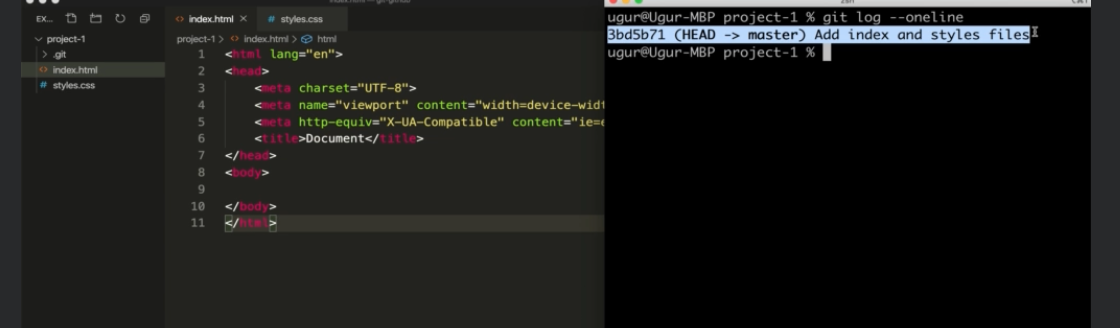 EX...
index.html
# styles.css
project-1
.git
index.html
# styles.css
project-1 > index.html > html
1 <html lang="en">
2 <head>
3 <meta charset="UTF-8">
4 <meta name="viewport" content="width=device-widt
5 <meta http-equiv="X-UA-Compatible" content="ie=e
6 <title>Document</title>
7 </head>
8 <body>
9
10 </body>
11 </html>
zsh
ugur@Ugur-MBP project-1 % git log --oneline
3bd5b71 (HEAD -> master) Add index and styles files
ugur@Ugur-MBP project-1 %